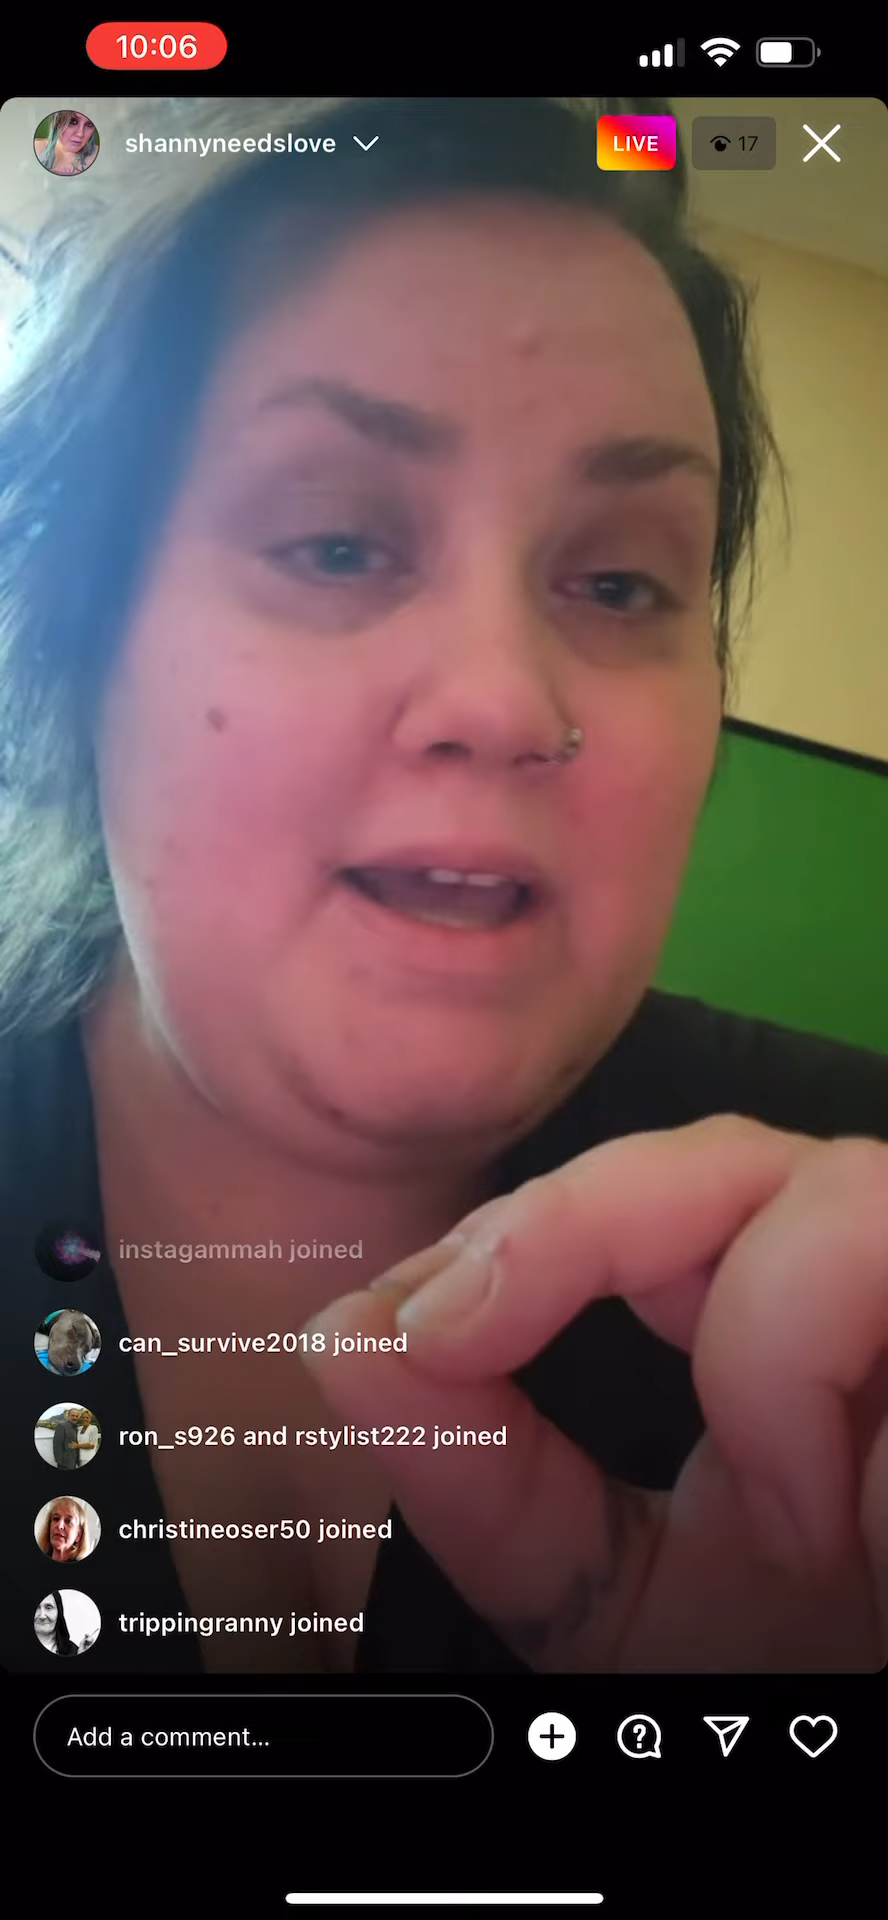 10:06
shannyneedslove
LIVE
17
instagammah joined
can_survive2018 joined
ron_s926 and rstylist222 joined
christineoser50 joined
trippingranny joined
Add a comment...